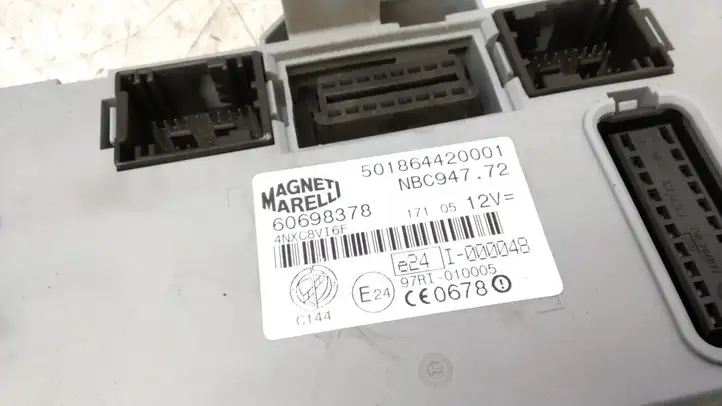 501864420001
NBC947.72
MAGNETI
MARELLI
60698378
171 05 12V=
4NXC8VI6F
e24 I-000048
97RI-010005
E24
CE0678
C144